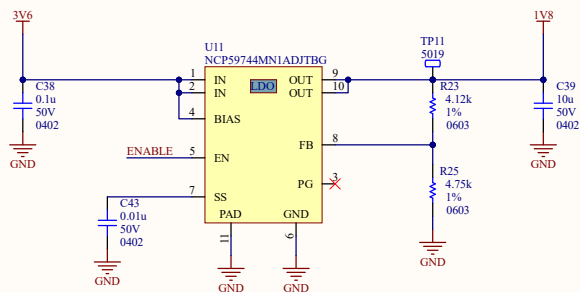 3V6
1V8
U11
NCP59744MN1ADJTBG
TP11
5019
C38
0.1u
50V
0402
GND
1
2
4
5
7
IN
IN
BIAS
EN
SS
LDO
OUT
OUT
FB
PG
9
10
8
3
R23
4.12k
1%
0603
C39
10u
50V
0402
GND
ENABLE
C43
0.01u
50V
0402
GND
PAD
GND
11
6
GND
GND
R25
4.75k
1%
0603
GND